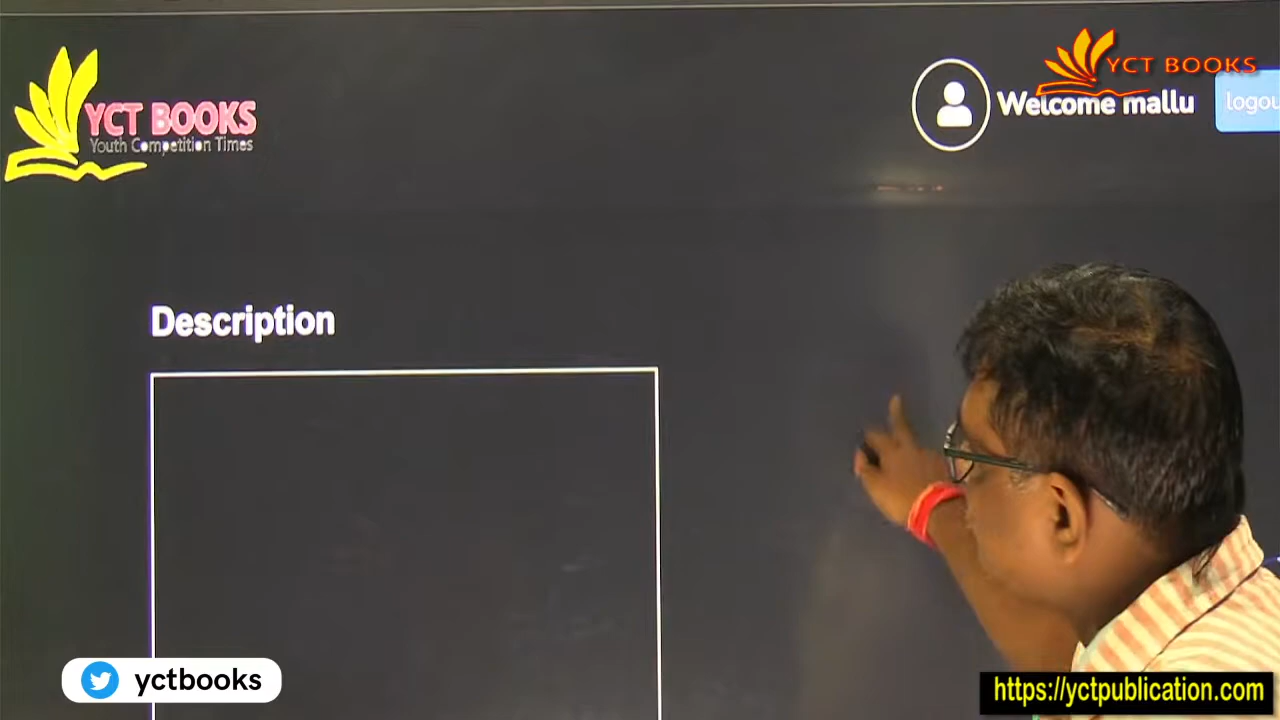 YCT BOOKS
Youth Competition Times
YCT BOOKS
Welcome mallu
logou
Description
yctbooks
https://yctpublication.com